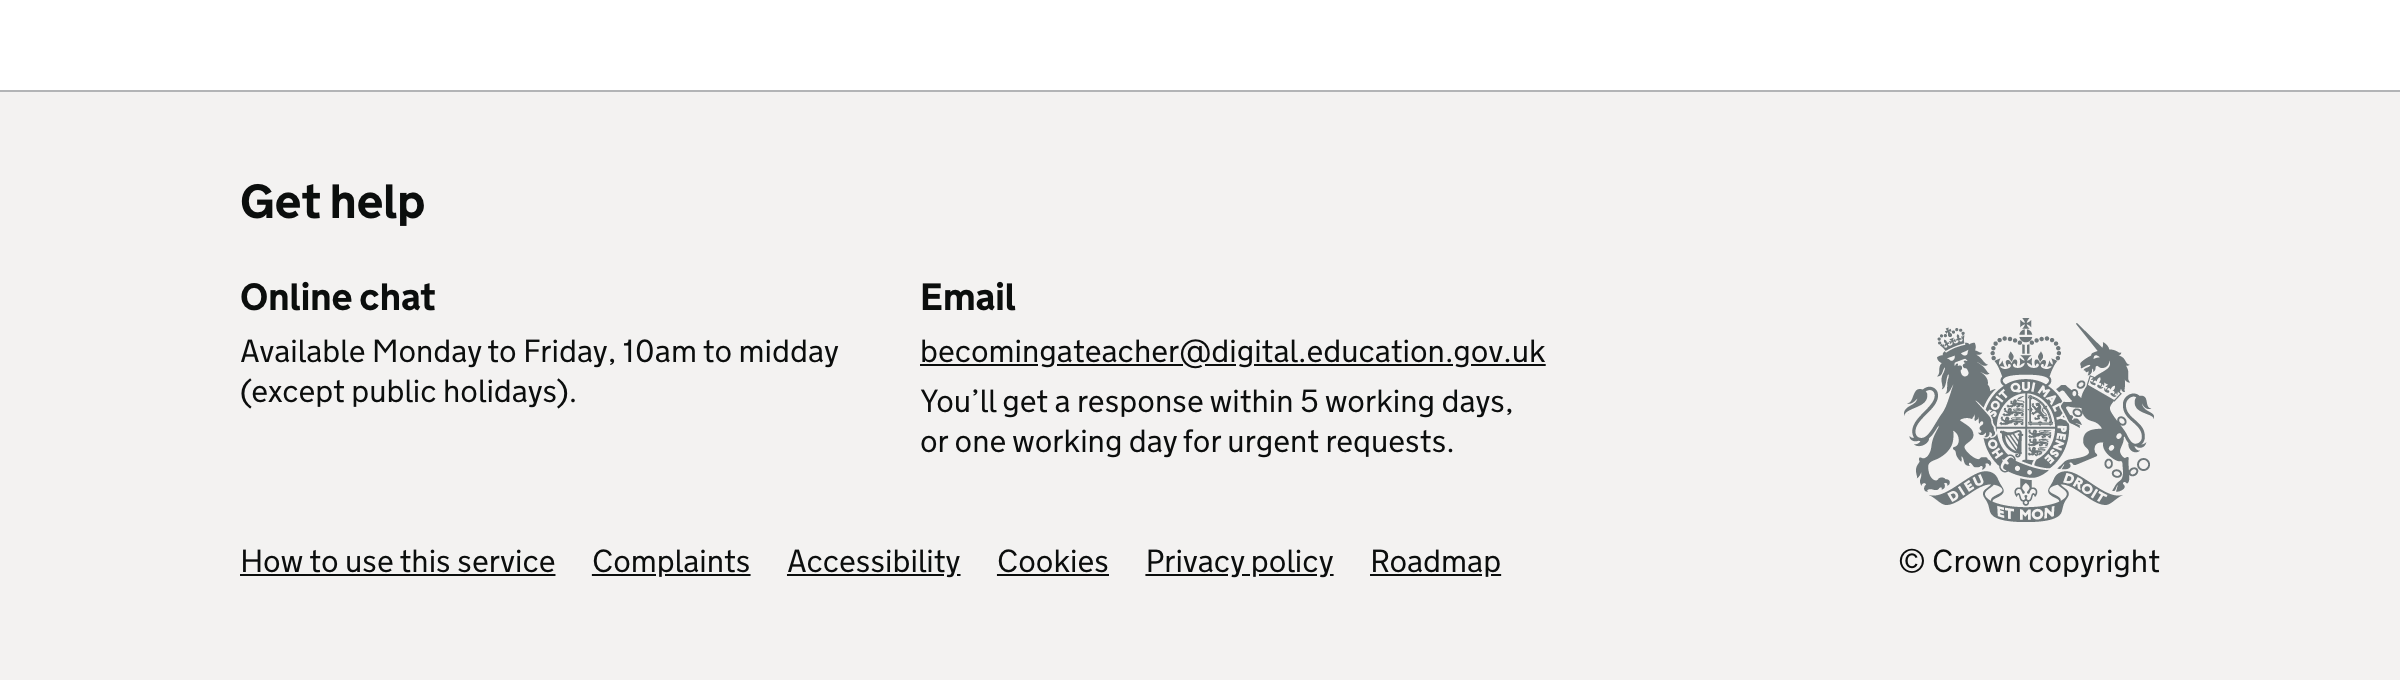 Get help
Online chat
Available Monday to Friday, 10am to midday
(except public holidays).
Email
becomingateacher@digital.education.gov.uk
You’ll get a response within 5 working days,
or one working day for urgent requests.
How to use this service Complaints Accessibility Cookies Privacy policy Roadmap
HONI SOIT QUI MAL Y PENSE
DIEU ET MON DROIT
© Crown copyright